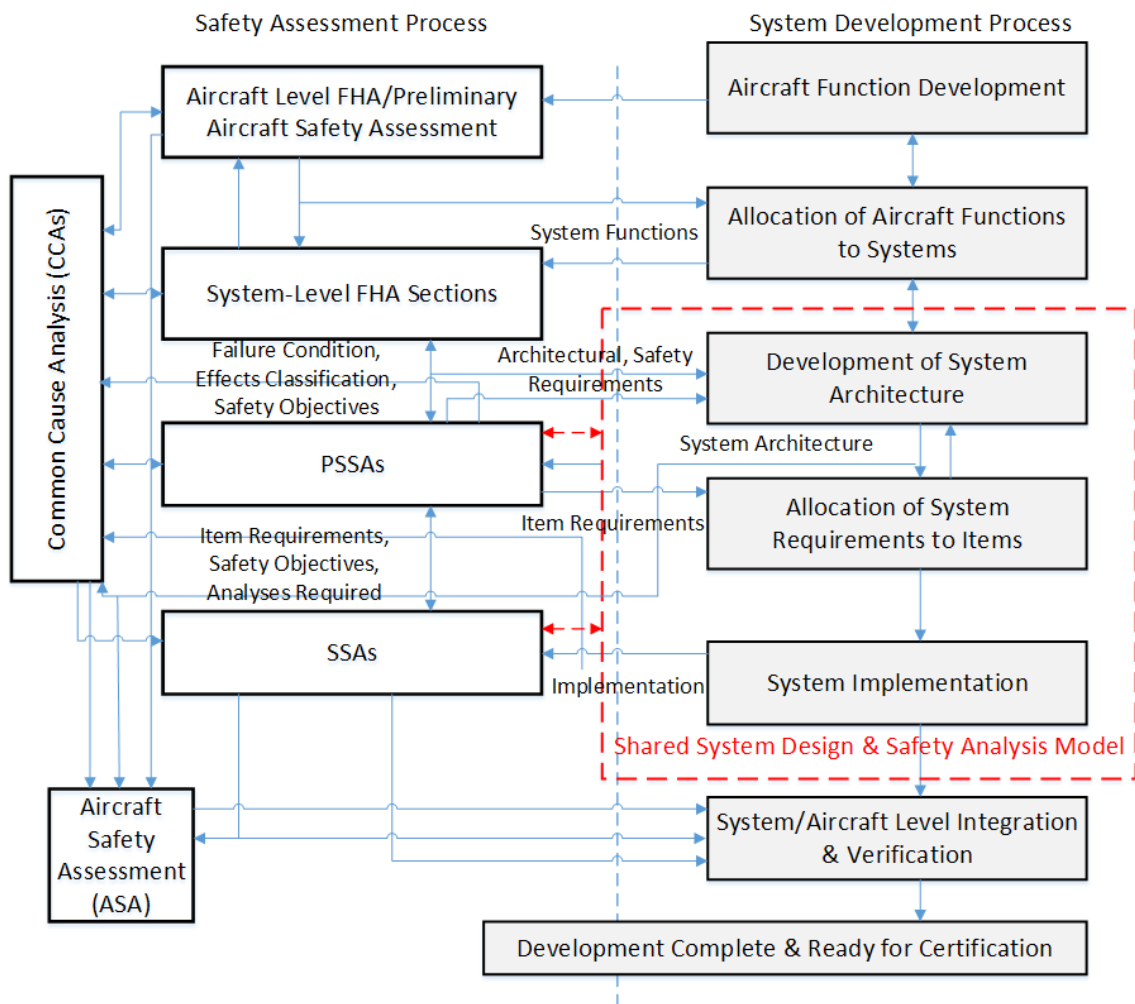 Safety Assessment Process
System Development Process
Aircraft Level FHA/Preliminary
Aircraft Safety Assessment
Aircraft Function Development
Common Cause Analysis (CCAs)
Allocation of Aircraft Functions
to Systems
System Functions
System-Level FHA Sections
Failure Condition,
Effects Classification,
Safety Objectives
Architectural, Safety
Requirements
Development of System
Architecture
System Architecture
PSSAs
Item Requirements
Allocation of System
Requirements to Items
Item Requirements,
Safety Objectives,
Analyses Required
SSAs
Implementation
System Implementation
Shared System Design & Safety Analysis Model
Aircraft
Safety
Assessment
(ASA)
System/Aircraft Level Integration
& Verification
Development Complete & Ready for Certification